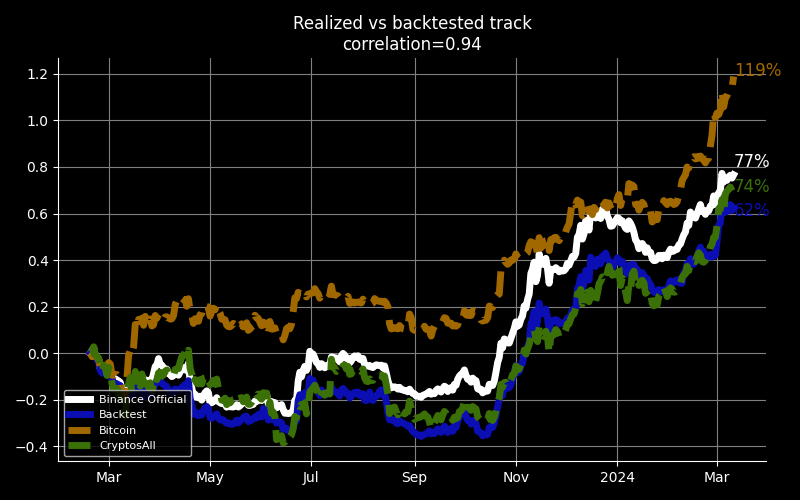 Realized vs backtested track
correlation=0.94
119%
77%
74%
62%
1.2
1.0
0.8
0.6
0.4
0.2
0.0
−0.2
−0.4
Binance Official
Backtest
Bitcoin
CryptosAll
Mar May Jul Sep Nov 2024 Mar